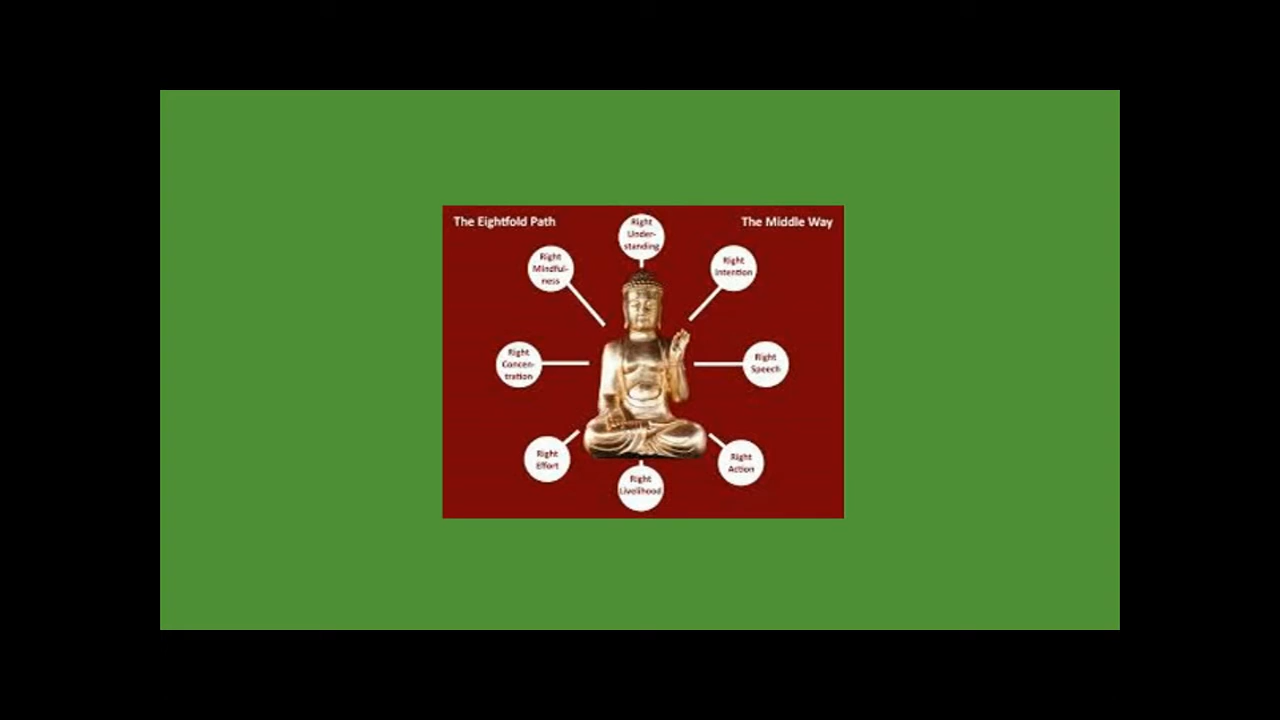 The Eightfold Path
The Middle Way
Right
Under-
standing
Right
Intention
Right
Speech
Right
Action
Right
Livelihood
Right
Effort
Right
Concen-
tration
Right
Mindful-
ness